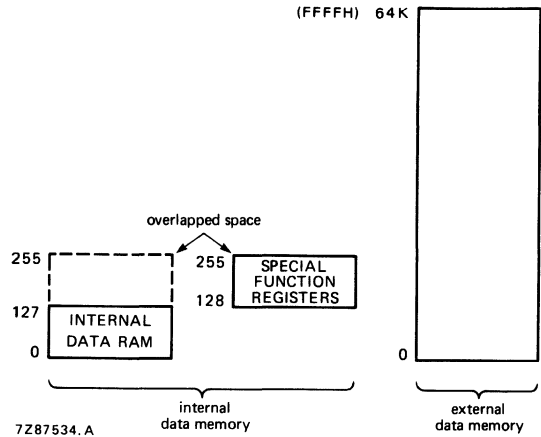 (FFFFH) 64K
overlapped space
255
255
SPECIAL
FUNCTION
REGISTERS
128
127
INTERNAL
DATA RAM
0
0
internal
data memory
external
data memory
7Z87534.A